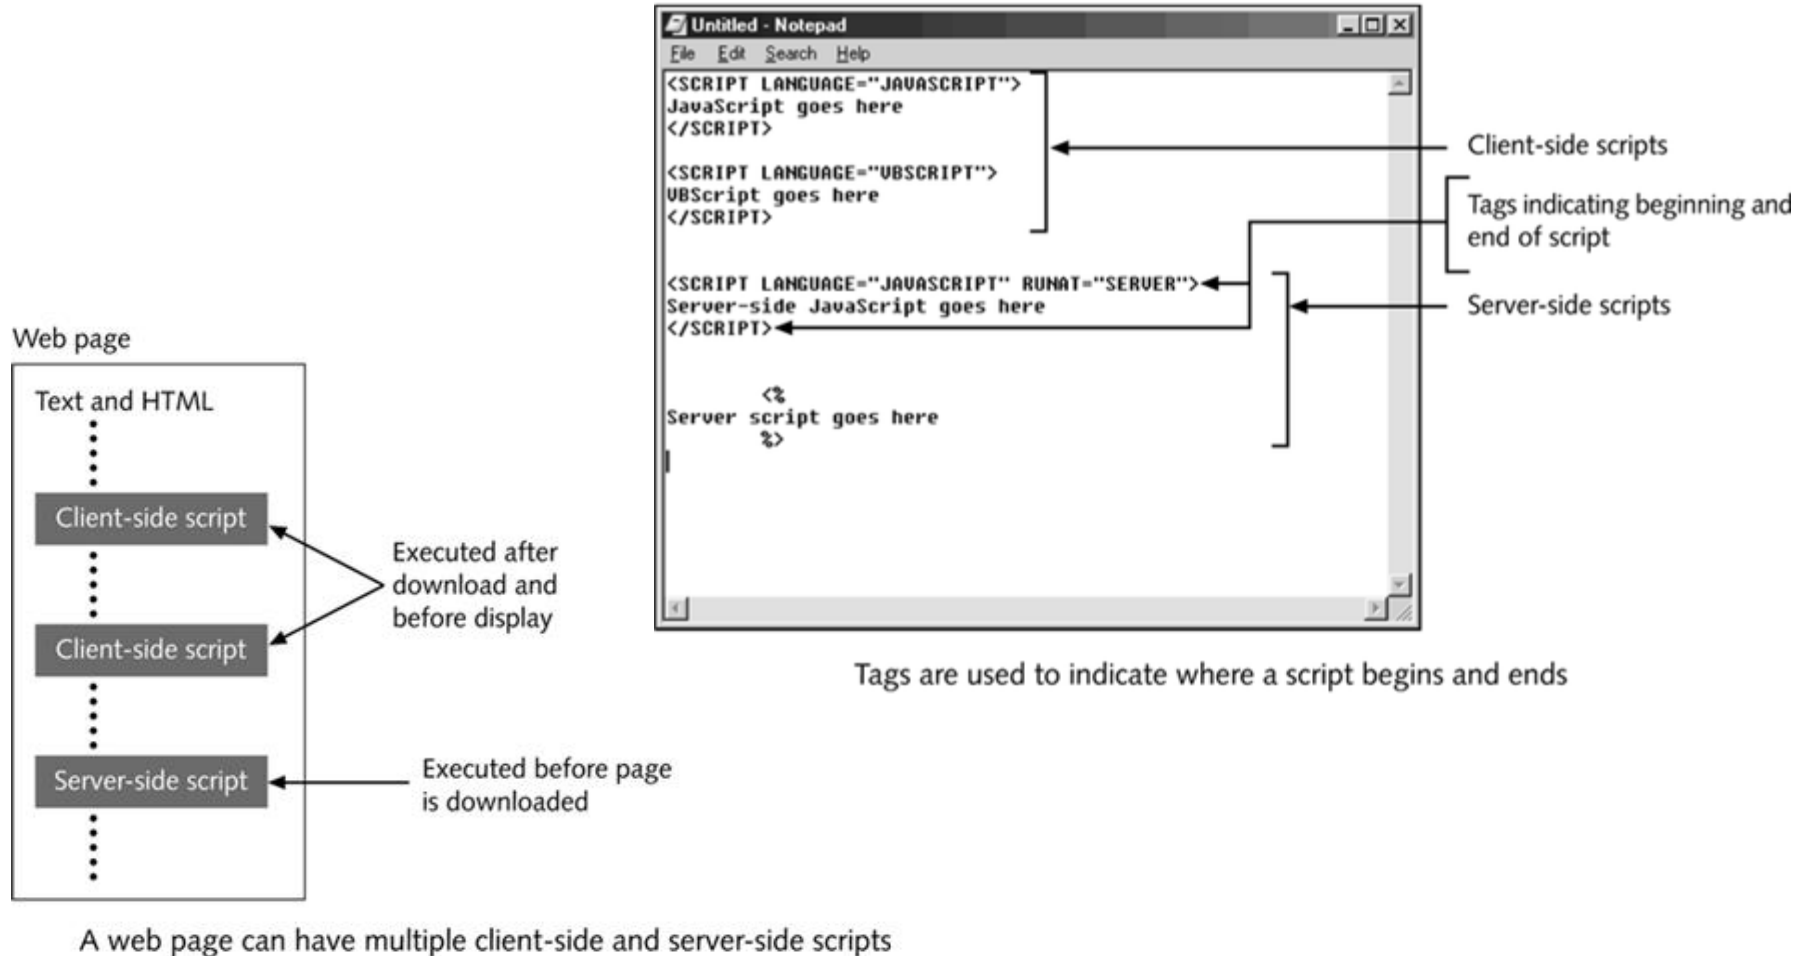 Untitled - Notepad
File Edit Search Help
<SCRIPT LANGUAGE="JAVASCRIPT">
JavaScript goes here
</SCRIPT>
<SCRIPT LANGUAGE="VBSCRIPT">
VBScript goes here
</SCRIPT>
<SCRIPT LANGUAGE="JAVASCRIPT" RUNAT="SERVER">
Server-side JavaScript goes here
</SCRIPT>
<%
Server script goes here
%>
Client-side scripts
Tags indicating beginning and
end of script
Server-side scripts
Tags are used to indicate where a script begins and ends
Web page
Text and HTML
Client-side script
Client-side script
Server-side script
Executed after
download and
before display
Executed before page
is downloaded
A web page can have multiple client-side and server-side scripts